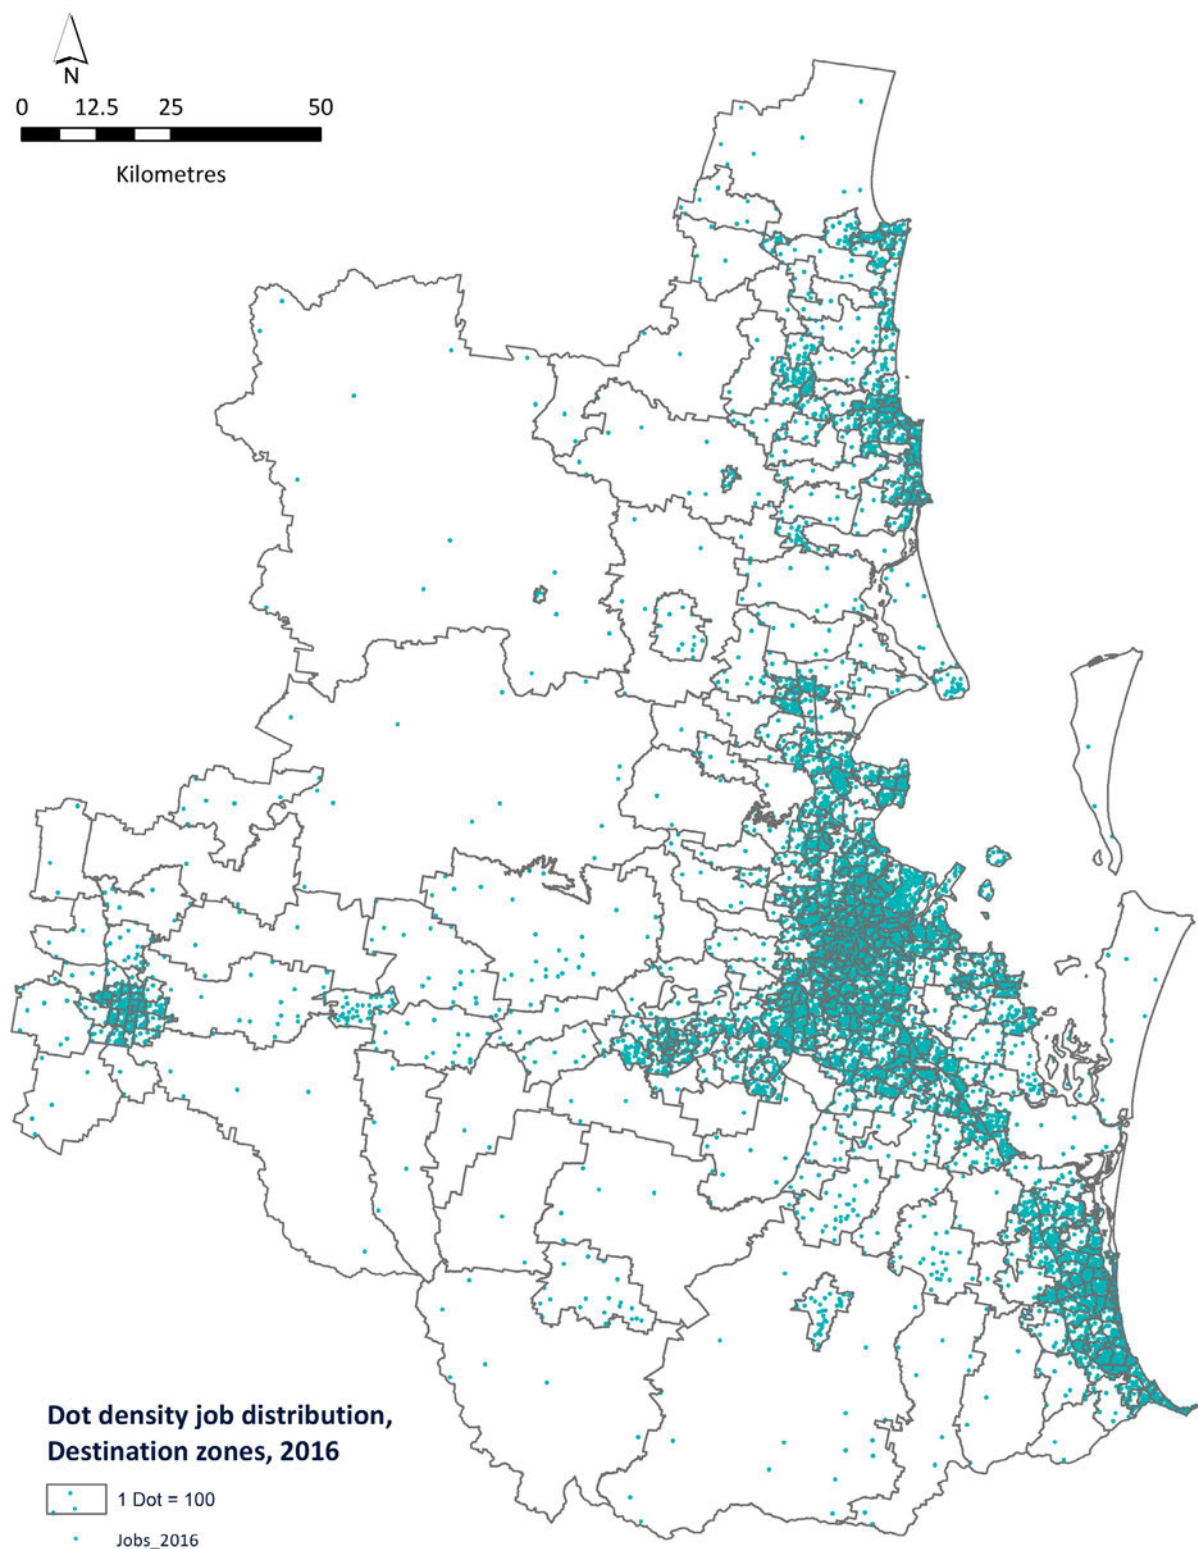 N
0 12.5 25 50
Kilometres
Dot density job distribution,
Destination zones, 2016
1 Dot = 100
Jobs_2016